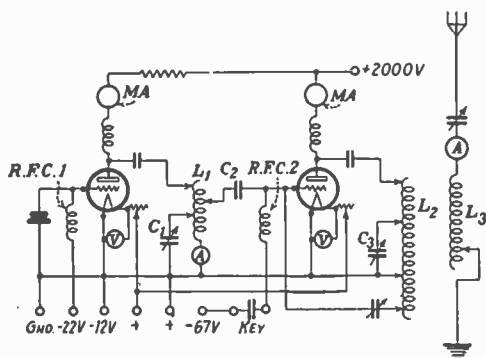 +2000V
MA
MA
A
R.F.C.1
L1
C2
R.F.C.2
L2
L3
V
C1
A
V
C3
GND. -22V -12V + + -67V KEY